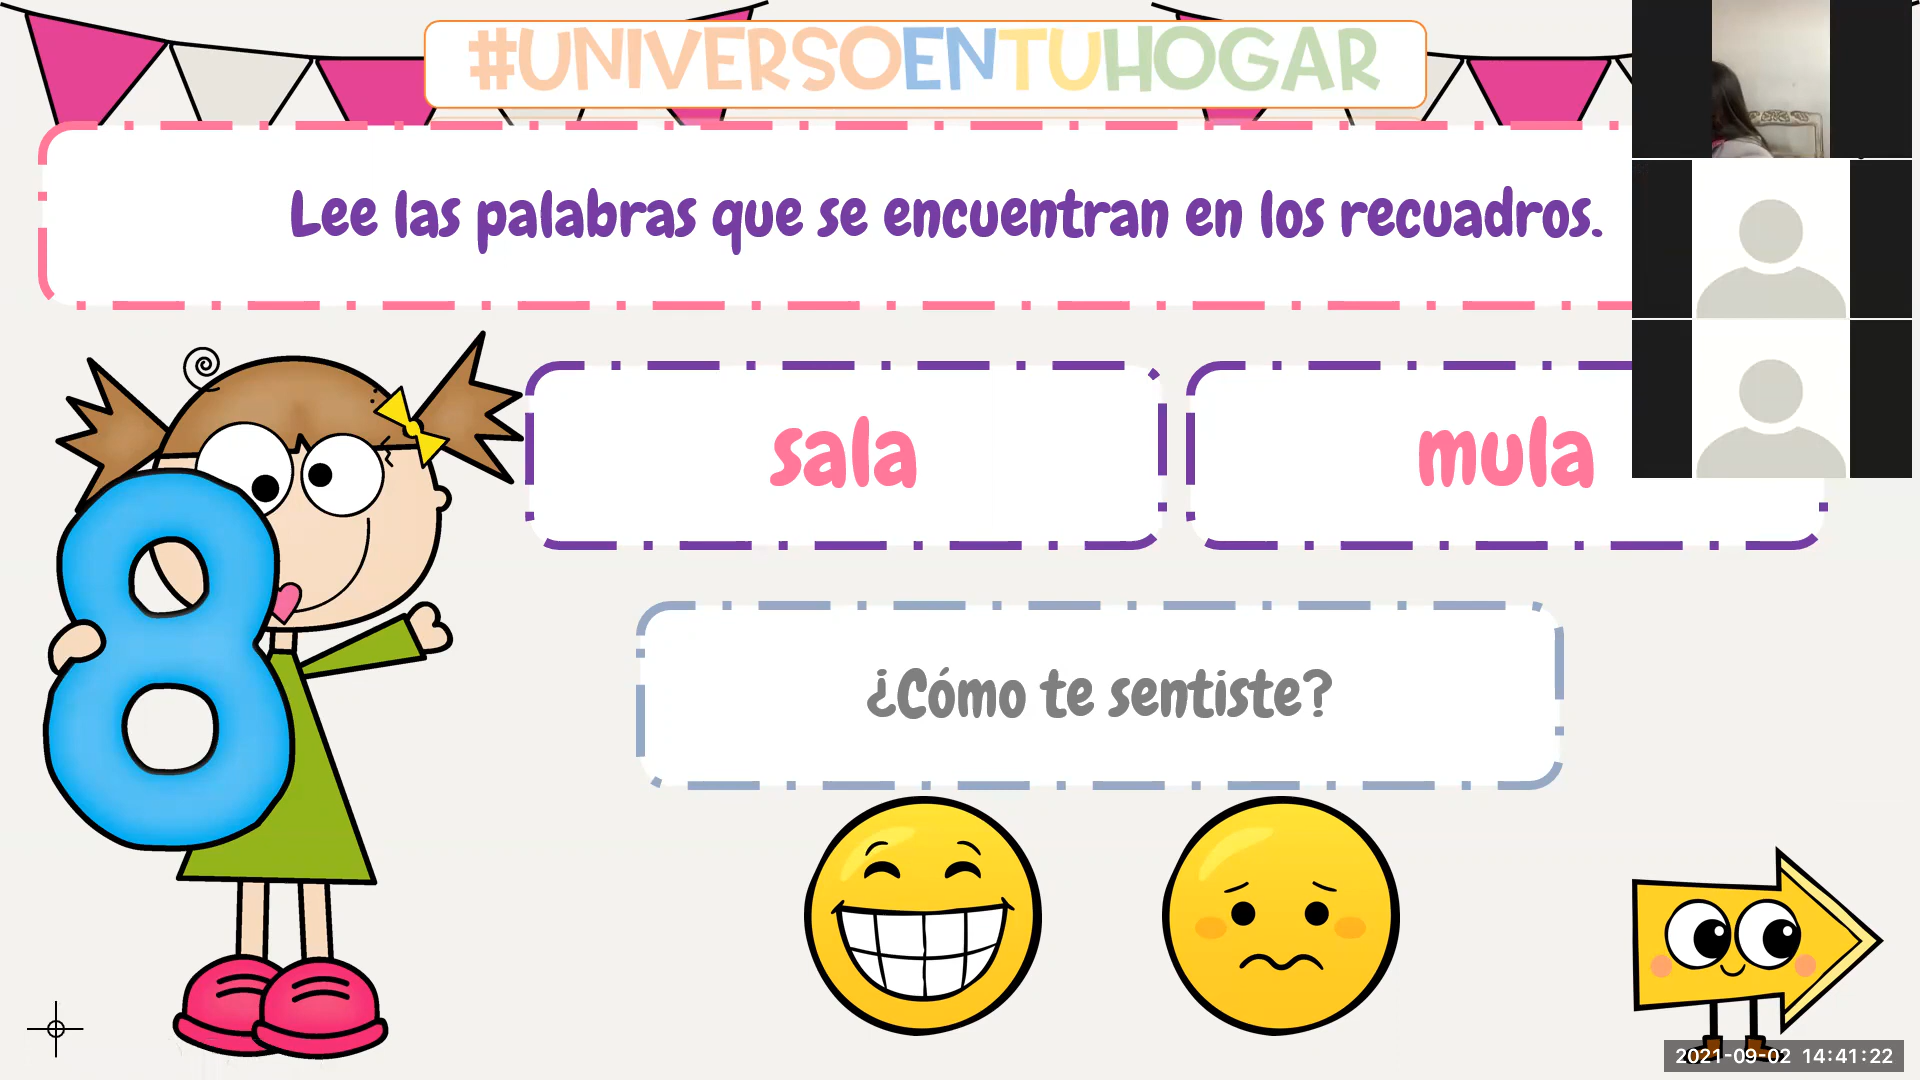 #UNIVERSOENTUHOGAR
Lee las palabras que se encuentran en los recuadros.
sala
mula
8
¿Cómo te sentiste?
2021-09-02 14:41:22